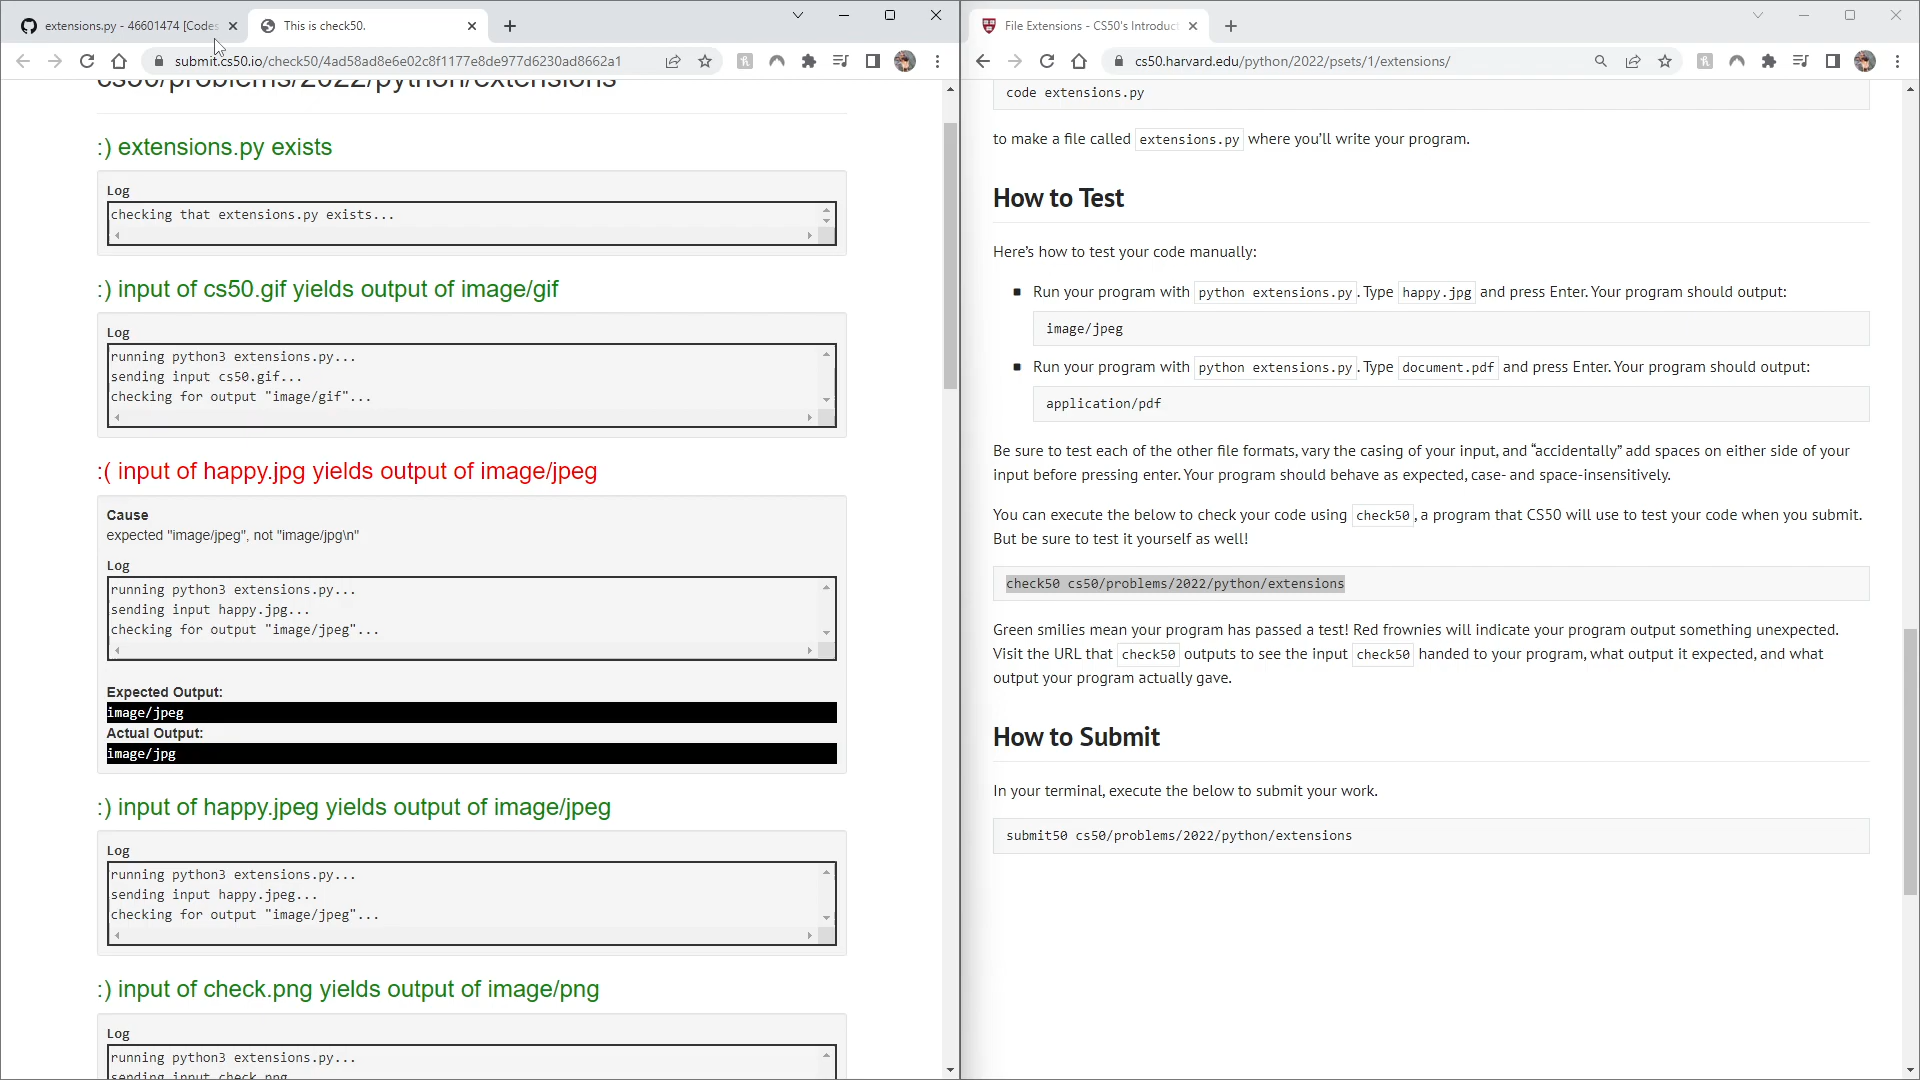 extensions.py - 46601474 [Codes
This is check50.
submit.cs50.io/check50/4ad58ad8e6e02c8f1177e8de977d6230ad8662a1
cs50/problems/2022/python/extensions
:) extensions.py exists
Log
checking that extensions.py exists...
:) input of cs50.gif yields output of image/gif
Log
running python3 extensions.py...
sending input cs50.gif...
checking for output "image/gif"...
:( input of happy.jpg yields output of image/jpeg
Cause
expected "image/jpeg", not "image/jpg\n"
Log
running python3 extensions.py...
sending input happy.jpg...
checking for output "image/jpeg"...
Expected Output:
image/jpeg
Actual Output:
image/jpg
:) input of happy.jpeg yields output of image/jpeg
Log
running python3 extensions.py...
sending input happy.jpeg...
checking for output "image/jpeg"...
:) input of check.png yields output of image/png
Log
running python3 extensions.py...
sending input check.png
File Extensions - CS50's Introduct
cs50.harvard.edu/python/2022/psets/1/extensions/
code extensions.py
to make a file called extensions.py where you’ll write your program.
How to Test
Here’s how to test your code manually:
Run your program with python extensions.py. Type happy.jpg and press Enter. Your program should output:
image/jpeg
Run your program with python extensions.py. Type document.pdf and press Enter. Your program should output:
application/pdf
Be sure to test each of the other file formats, vary the casing of your input, and “accidentally” add spaces on either side of your
input before pressing enter. Your program should behave as expected, case- and space-insensitively.
You can execute the below to check your code using check50, a program that CS50 will use to test your code when you submit.
But be sure to test it yourself as well!
check50 cs50/problems/2022/python/extensions
Green smilies mean your program has passed a test! Red frownies will indicate your program output something unexpected.
Visit the URL that check50 outputs to see the input check50 handed to your program, what output it expected, and what
output your program actually gave.
How to Submit
In your terminal, execute the below to submit your work.
submit50 cs50/problems/2022/python/extensions